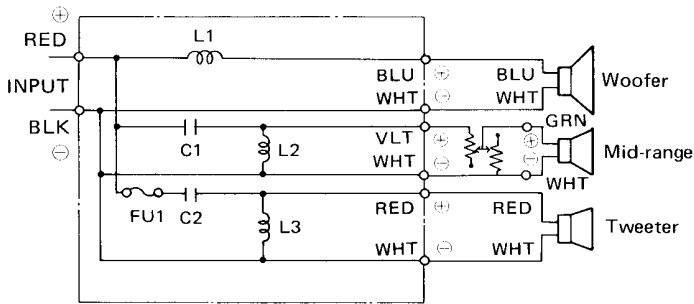 ⊕
RED
INPUT
BLK
⊖
L1
BLU ⊕ BLU
WHT ⊖ WHT
Woofer
C1
L2
VLT ⊕
WHT ⊖
GRN
⊕
⊖
WHT
Mid-range
FU1
C2
L3
RED ⊕ RED
WHT ⊖ WHT
Tweeter